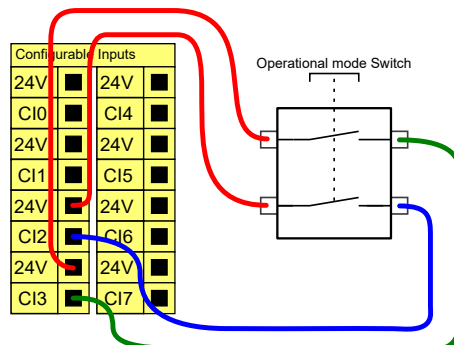 Configurable Inputs
24V 24V
CI0 CI4
24V 24V
CI1 CI5
24V 24V
CI2 CI6
24V 24V
CI3 CI7
Operational mode Switch